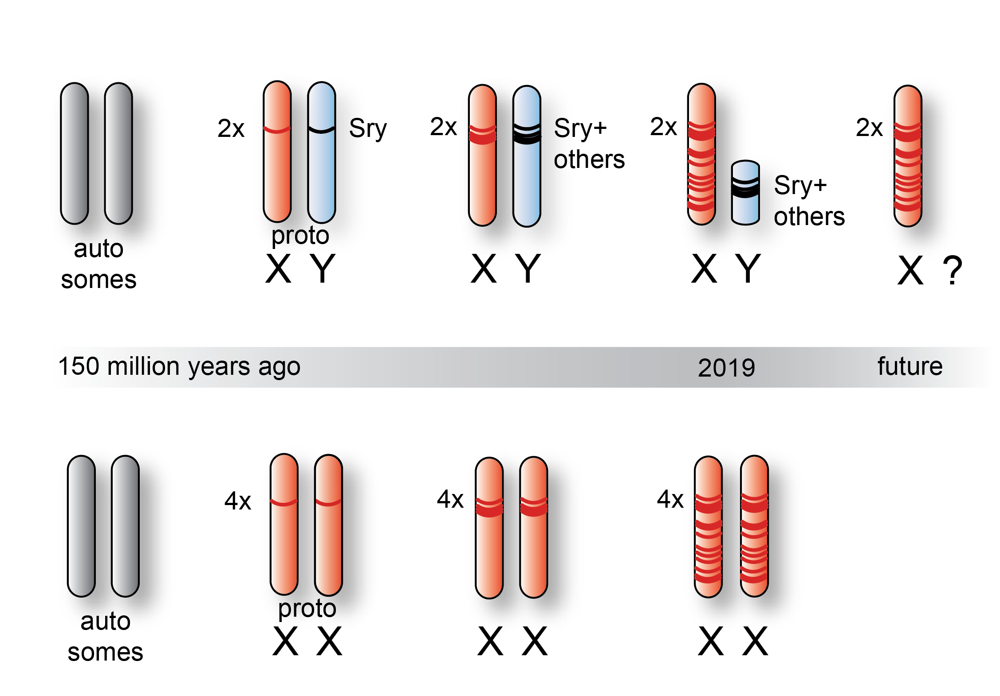 2x
Sry
2x
Sry+
others
2x
Sry+
others
2x
auto
somes
proto
X Y
X Y
X Y
X ?
150 million years ago
2019
future
4x
4x
4x
auto
somes
proto
X X
X X
X X